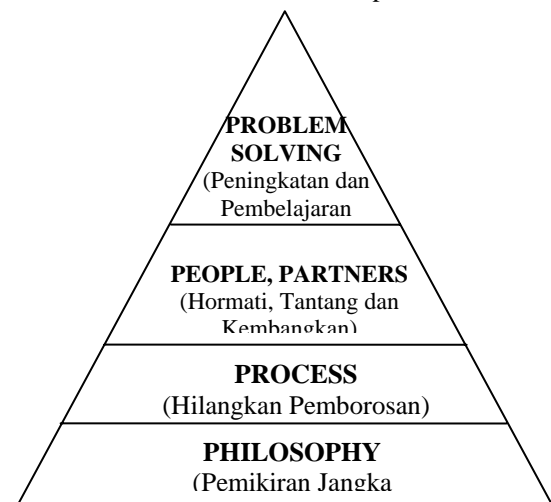 PROBLEM
SOLVING
(Peningkatan dan
Pembelajaran
PEOPLE, PARTNERS
(Hormati, Tantang dan
Kembangkan)
PROCESS
(Hilangkan Pemborosan)
PHILOSOPHY
(Pemikiran Jangka